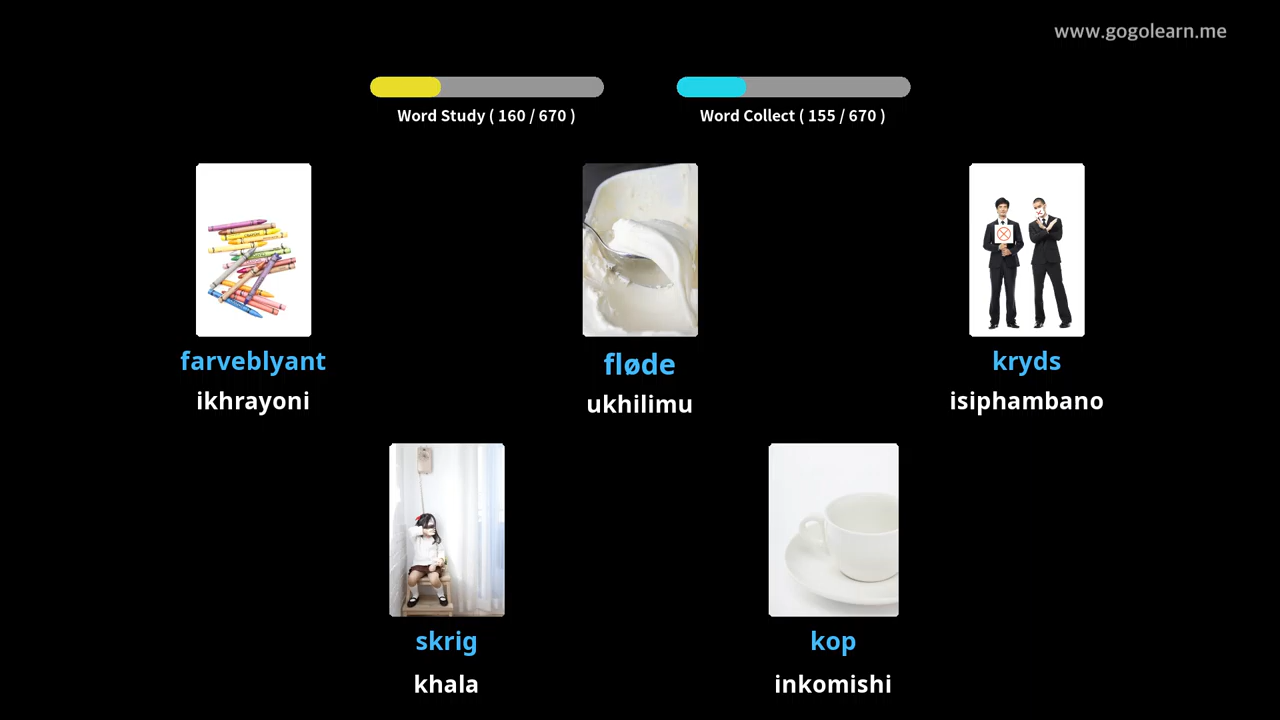 www.gogolearn.me
Word Study ( 160 / 670 )
Word Collect ( 155 / 670 )
farveblyant
ikhrayoni
fløde
ukhilimu
kryds
isiphambano
skrig
khala
kop
inkomishi